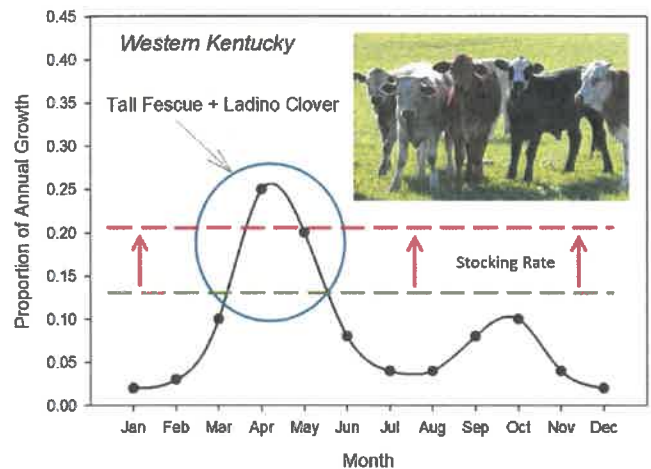 Western Kentucky
Tall Fescue + Ladino Clover
Stocking Rate
Proportion of Annual Growth
0.45
0.40
0.35
0.30
0.25
0.20
0.15
0.10
0.05
0.00
Jan Feb Mar Apr May Jun Jul Aug Sep Oct Nov Dec
Month